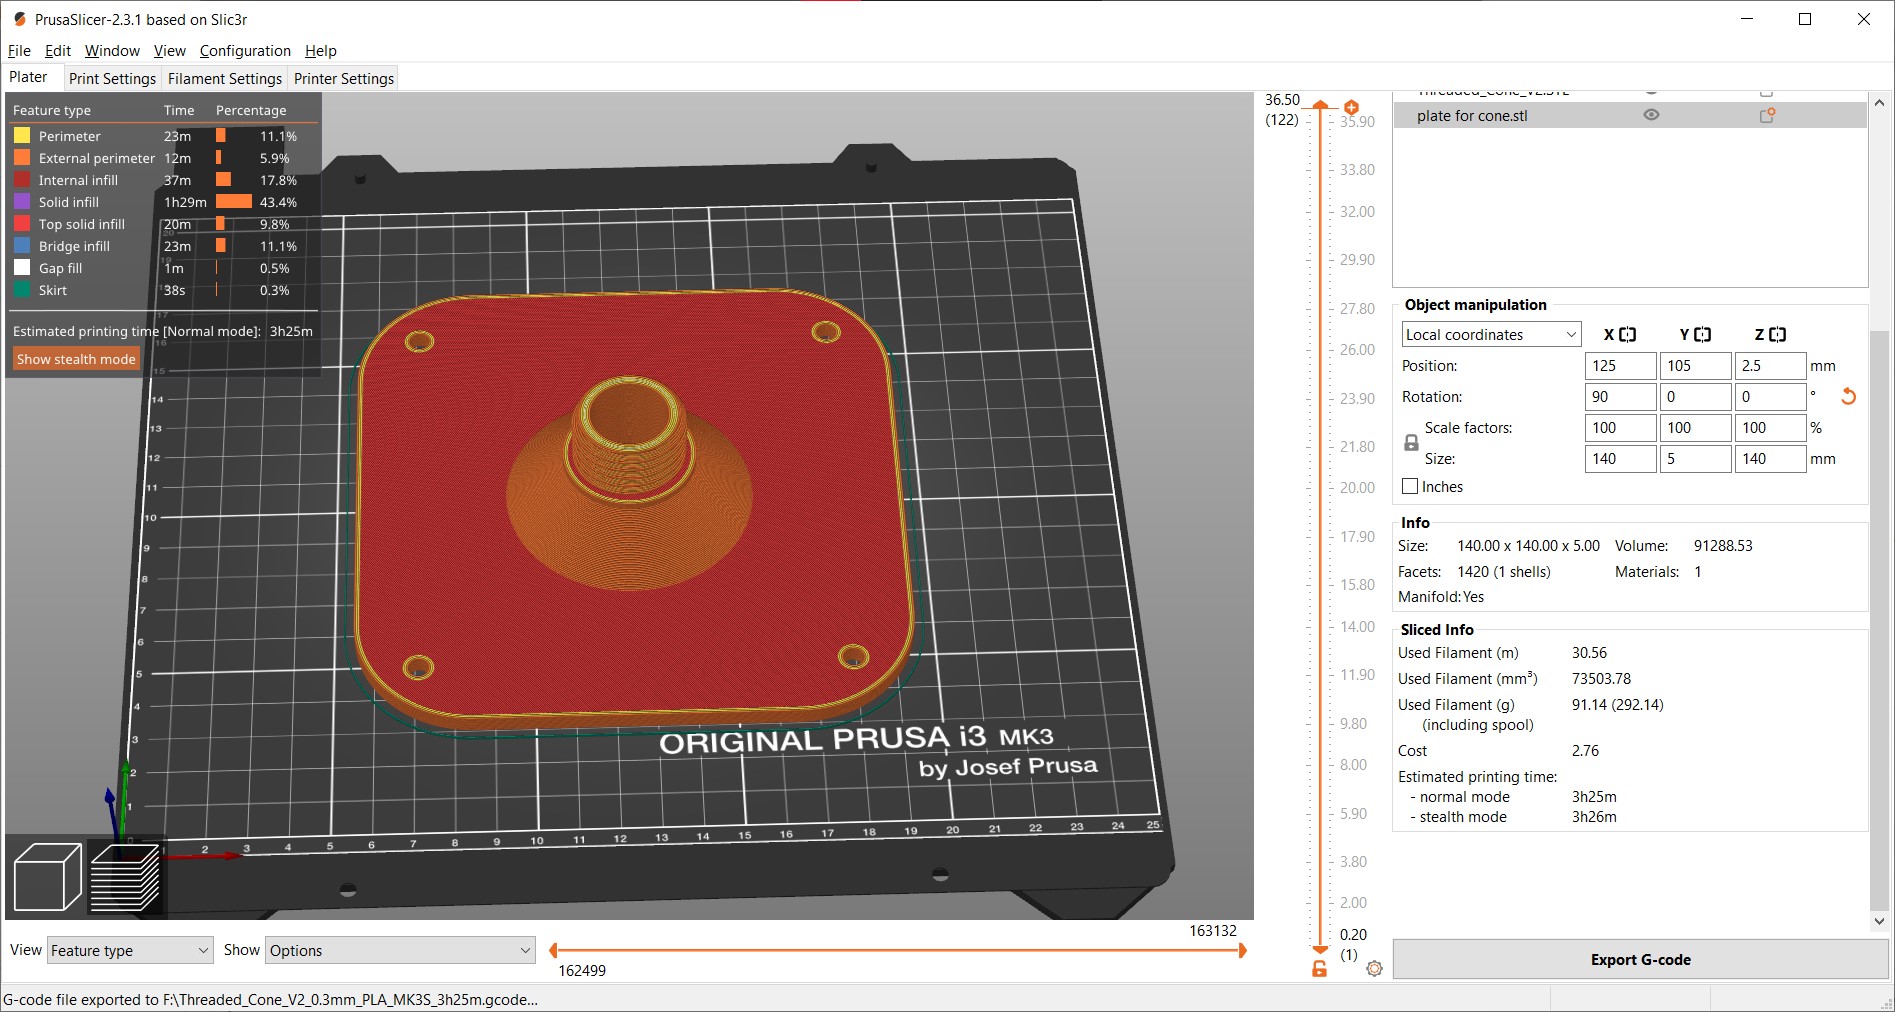 PrusaSlicer-2.3.1 based on Slic3r
File Edit Window View Configuration Help
Plater Print Settings Filament Settings Printer Settings
Feature type Time Percentage
Perimeter 23m 11.1%
External perimeter 12m 5.9%
Internal infill 37m 17.8%
Solid infill 1h29m 43.4%
Top solid infill 20m 9.8%
Bridge infill 23m 11.1%
Gap fill 1m 0.5%
Skirt 38s 0.3%
Estimated printing time [Normal mode]: 3h25m
Show stealth mode
17
16
15
14
13
12
11
10
9
8
7
6
5
4
3
2
1
0
ORIGINAL PRUSA i3 MK3
by Josef Prusa
1 2 3 4 5 6 7 8 9 10 11 12 13 14 15 16 17 18 19 20 21 22 23 24 25
36.50
(122)
35.90
33.80
32.00
29.90
27.80
26.00
23.90
21.80
20.00
17.90
15.80
14.00
11.90
9.80
8.00
5.90
3.80
2.00
0.20
(1)
Threaded_Cone_V2.STL
plate for cone.stl
Object manipulation
Local coordinates X Y Z
Position: 125 105 2.5 mm
Rotation: 90 0 0 °
Scale factors: 100 100 100 %
Size: 140 5 140 mm
Inches
Info
Size: 140.00 x 140.00 x 5.00 Volume: 91288.53
Facets: 1420 (1 shells) Materials: 1
Manifold: Yes
Sliced Info
Used Filament (m) 30.56
Used Filament (mm³) 73503.78
Used Filament (g) 91.14 (292.14)
(including spool)
Cost 2.76
Estimated printing time:
- normal mode 3h25m
- stealth mode 3h26m
Export G-code
View Feature type Show Options
163132
162499
G-code file exported to F:\Threaded_Cone_V2_0.3mm_PLA_MK3S_3h25m.gcode...